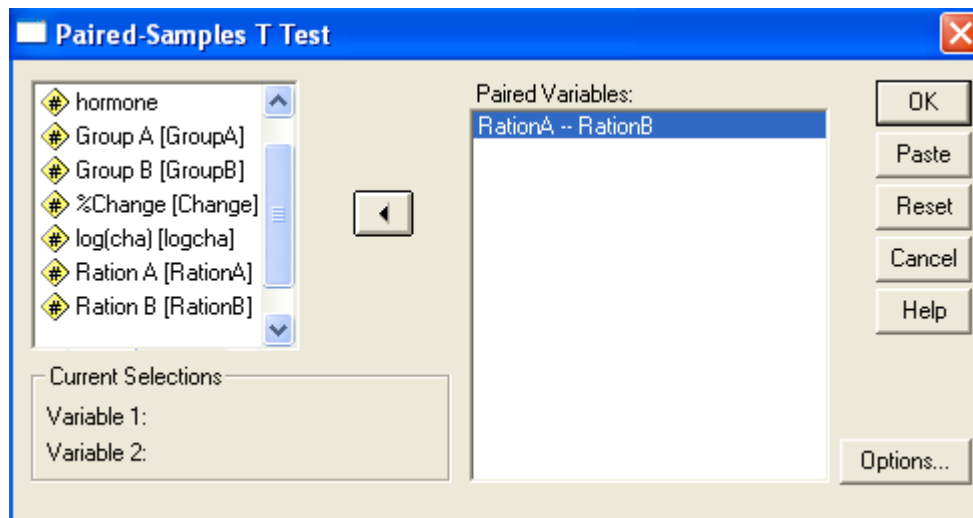 Paired-Samples T Test
hormone
Group A [GroupA]
Group B [GroupB]
%Change [Change]
log(cha) [logcha]
Ration A [RationA]
Ration B [RationB]
Current Selections
Variable 1:
Variable 2:
Paired Variables:
RationA -- RationB
OK
Paste
Reset
Cancel
Help
Options...